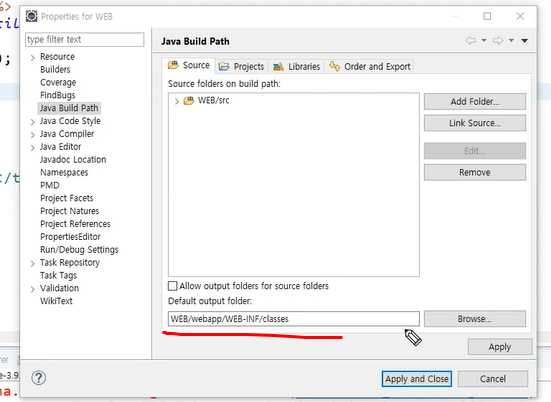 %>
til
);
</t
Properties for WEB
type filter text
Resource
Builders
Coverage
FindBugs
Java Build Path
Java Code Style
Java Compiler
Java Editor
Javadoc Location
Namespaces
PMD
Project Facets
Project Natures
Project References
PropertiesEditor
Run/Debug Settings
Task Repository
Task Tags
Validation
WikiText
Java Build Path
Source
Projects
Libraries
Order and Export
Source folders on build path:
WEB/src
Add Folder...
Link Source...
Edit...
Remove
Allow output folders for source folders
Default output folder:
WEB/webapp/WEB-INF/classes
Browse...
Apply
Apply and Close
Cancel
e-3.9